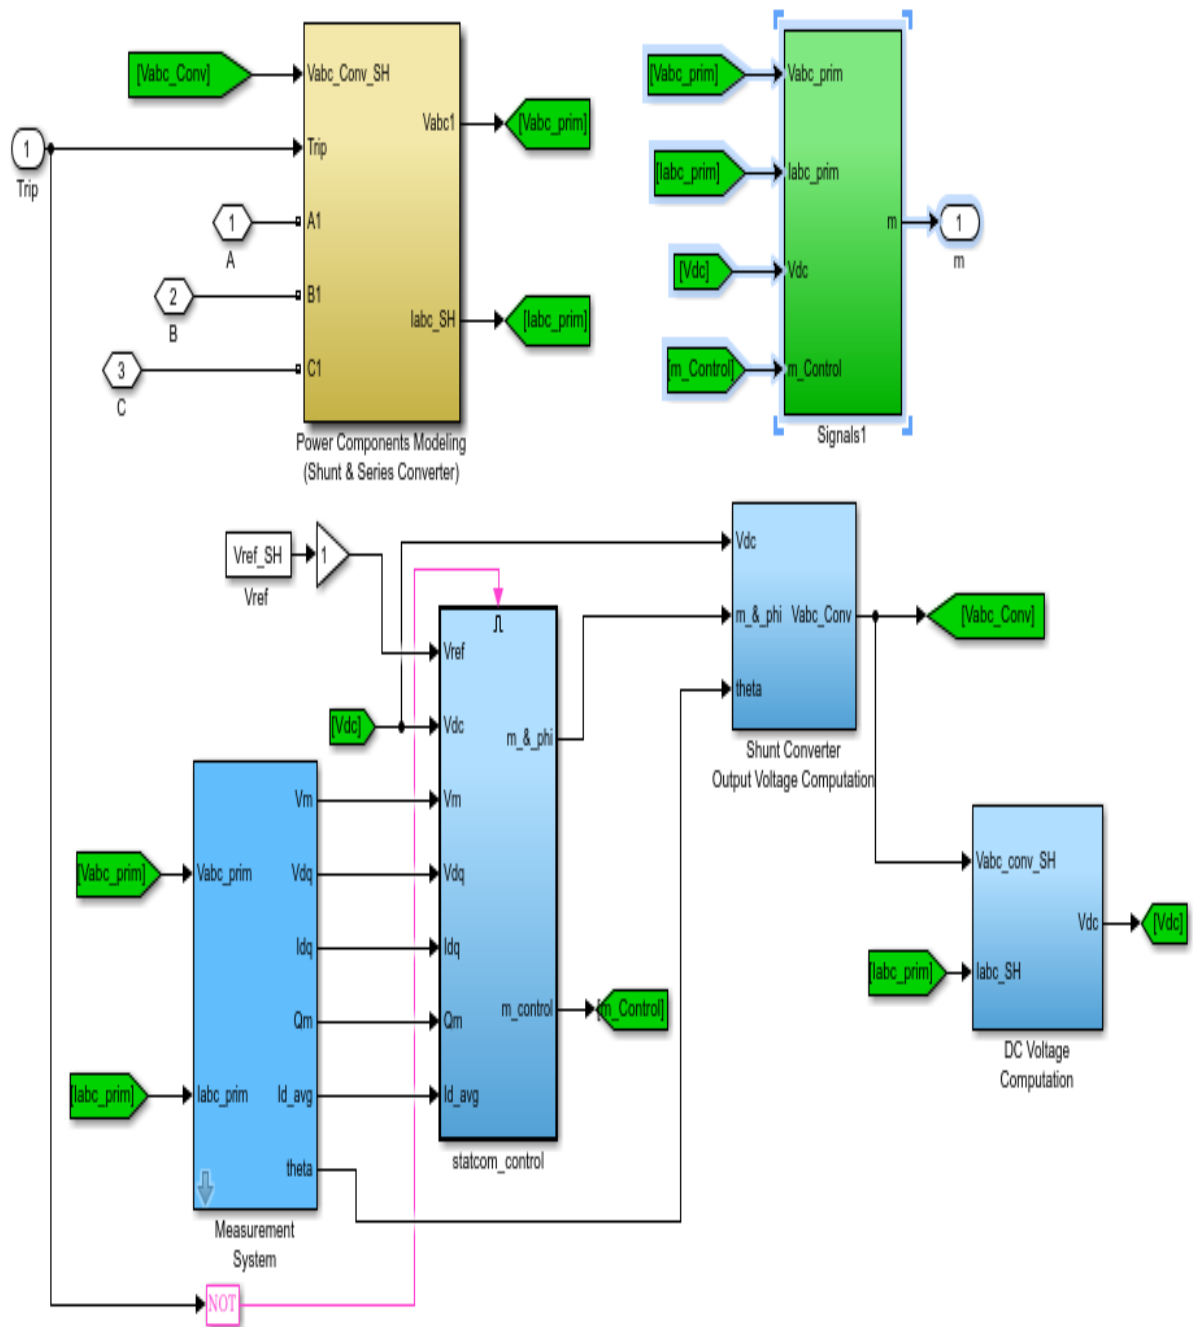 [Vabc_Conv]
Vabc_Conv_SH
Vabc1
[Vabc_prim]
1
Trip
Trip
1
A
A1
2
B
B1
3
C
C1
Iabc_SH
[Iabc_prim]
Power Components Modeling
(Shunt & Series Converter)
[Vabc_prim]
Vabc_prim
[Iabc_prim]
Iabc_prim
[Vdc]
Vdc
[m_Control]
m_Control
m
1
m
Signals1
Vref_SH
Vref
1
Vref
[Vdc]
Vdc
Vm
Vdq
Idq
Qm
Id_avg
m_&_phi
m_control
[m_Control]
statcom_control
Vdc
m_&_phi
theta
Vabc_Conv
[Vabc_Conv]
Shunt Converter
Output Voltage Computation
[Vabc_prim]
Vabc_prim
[Iabc_prim]
Iabc_prim
Vm
Vdq
Idq
Qm
Id_avg
theta
Measurement
System
Vabc_conv_SH
[Iabc_prim]
Iabc_SH
Vdc
[Vdc]
DC Voltage
Computation
NOT